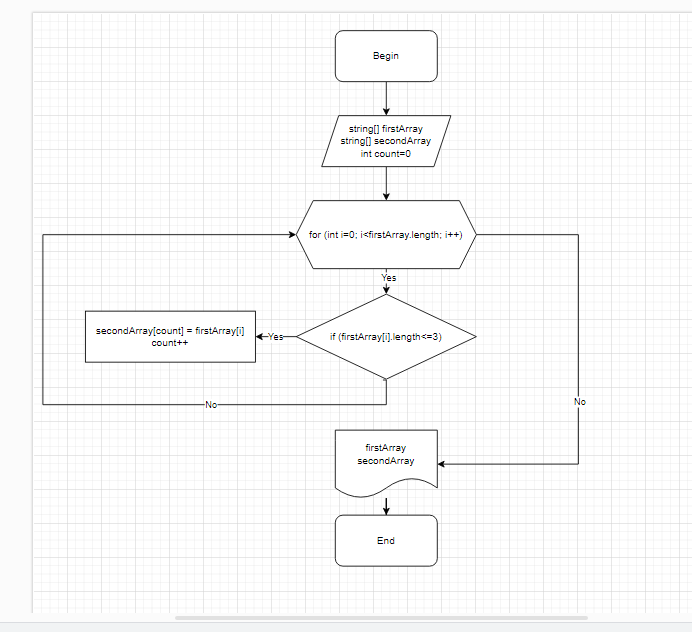 Begin
string[] firstArray
string[] secondArray
int count=0
for (int i=0; i<firstArray.length; i++)
Yes
if (firstArray[i].length<=3)
Yes
secondArray[count] = firstArray[i]
count++
No
No
firstArray
secondArray
End